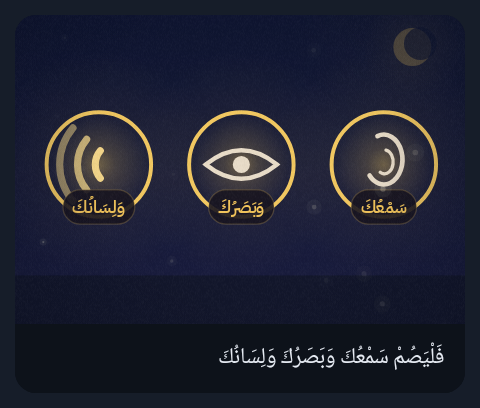 سَمْعُكَ
وَبَصَرُكَ
وَلِسَانُكَ
فَلْيَصُمْ سَمْعُكَ وَبَصَرُكَ وَلِسَانُكَ